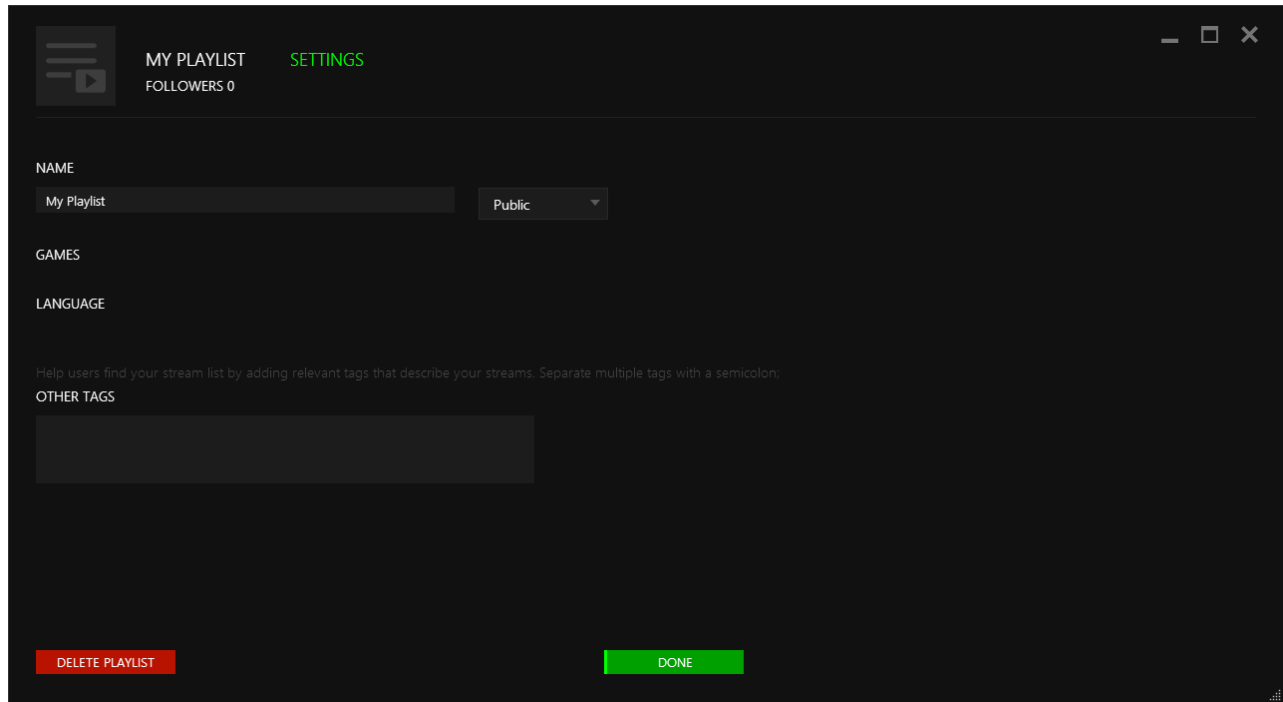 MY PLAYLIST SETTINGS
FOLLOWERS 0
NAME
My Playlist Public
GAMES
LANGUAGE
Help users find your stream list by adding relevant tags that describe your streams. Separate multiple tags with a semicolon;
OTHER TAGS
DELETE PLAYLIST DONE